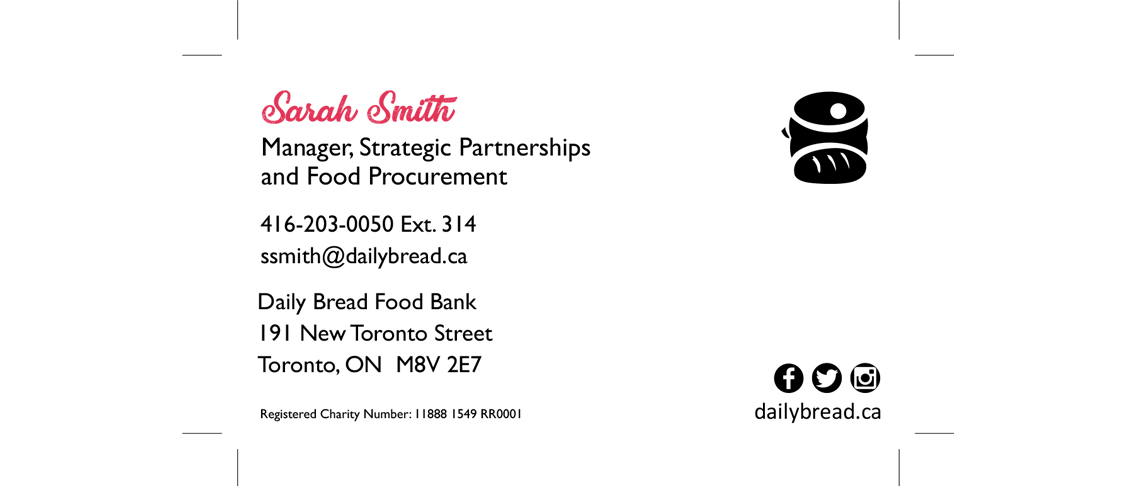 Sarah Smith
Manager, Strategic Partnerships
and Food Procurement
416-203-0050 Ext. 314
ssmith@dailybread.ca
Daily Bread Food Bank
191 New Toronto Street
Toronto, ON  M8V 2E7
Registered Charity Number: 11888 1549 RR0001
dailybread.ca